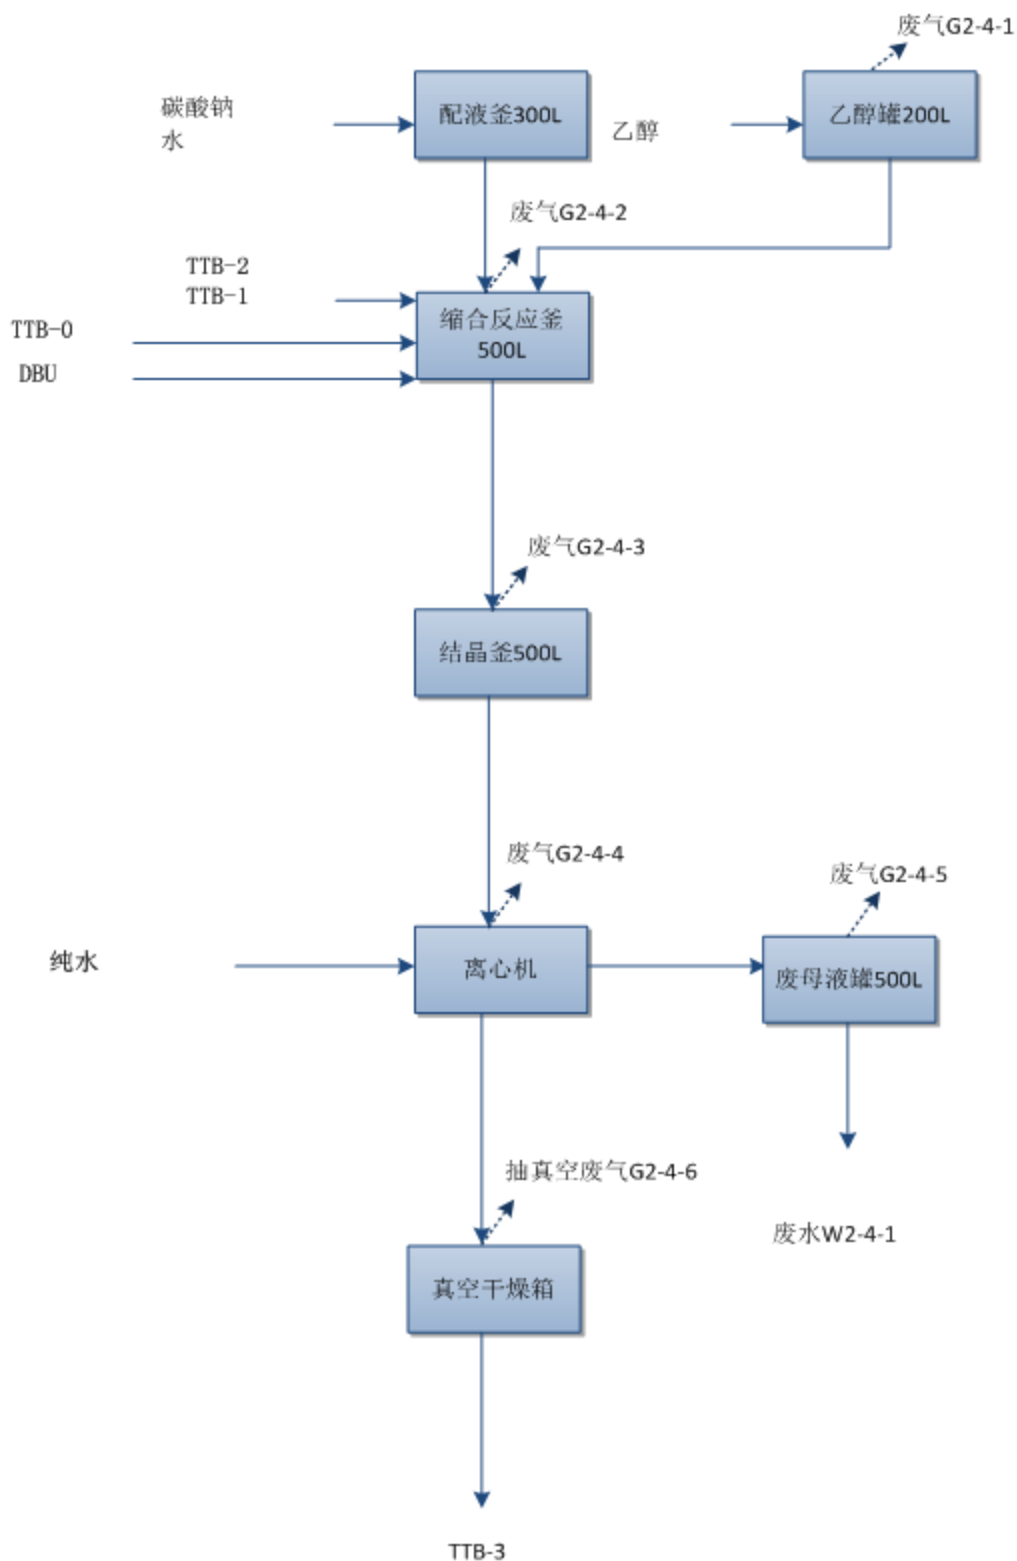 废气G2-4-1
碳酸钠
水
配液釜300L
乙醇
乙醇罐200L
废气G2-4-2
TTB-2
TTB-1
TTB-0
DBU
缩合反应釜
500L
废气G2-4-3
结晶釜500L
废气G2-4-4
废气G2-4-5
纯水
离心机
废母液罐500L
抽真空废气G2-4-6
废水W2-4-1
真空干燥箱
TTB-3